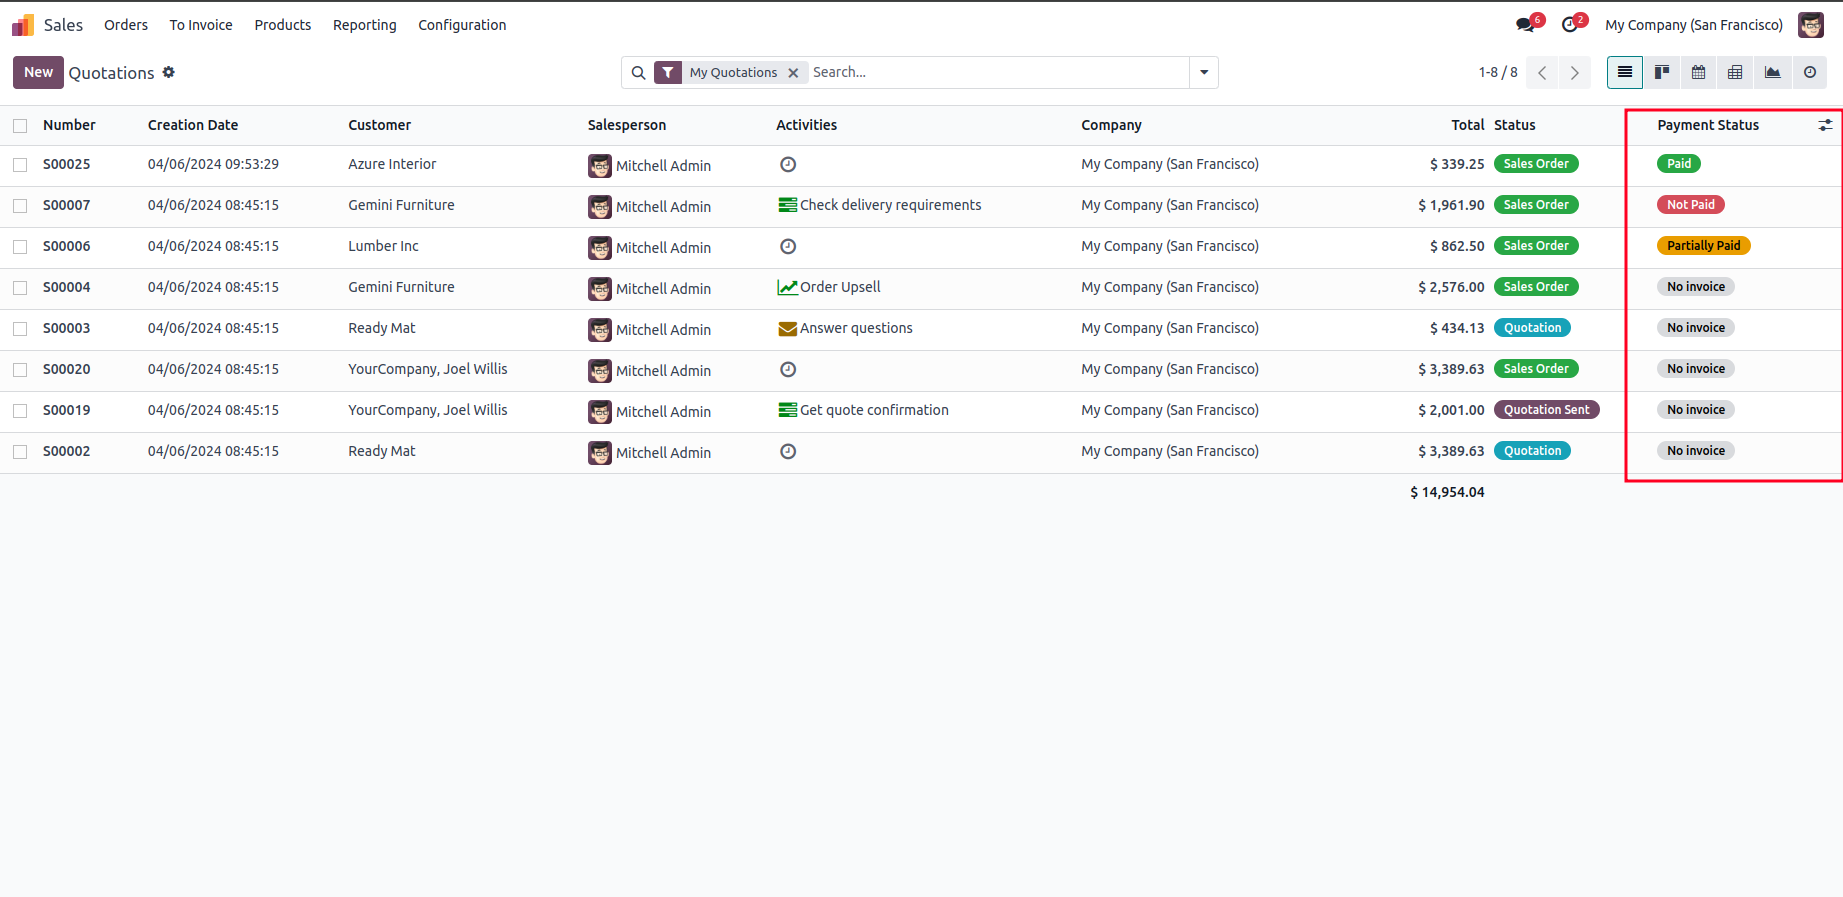 Sales Orders To Invoice Products Reporting Configuration 6 2 My Company (San Francisco)
New Quotations My Quotations Search... 1-8 / 8
Number Creation Date Customer Salesperson Activities Company Total Status Payment Status
S00025 04/06/2024 09:53:29 Azure Interior Mitchell Admin My Company (San Francisco) $ 339.25 Sales Order Paid
S00007 04/06/2024 08:45:15 Gemini Furniture Mitchell Admin Check delivery requirements My Company (San Francisco) $ 1,961.90 Sales Order Not Paid
S00006 04/06/2024 08:45:15 Lumber Inc Mitchell Admin My Company (San Francisco) $ 862.50 Sales Order Partially Paid
S00004 04/06/2024 08:45:15 Gemini Furniture Mitchell Admin Order Upsell My Company (San Francisco) $ 2,576.00 Sales Order No invoice
S00003 04/06/2024 08:45:15 Ready Mat Mitchell Admin Answer questions My Company (San Francisco) $ 434.13 Quotation No invoice
S00020 04/06/2024 08:45:15 YourCompany, Joel Willis Mitchell Admin My Company (San Francisco) $ 3,389.63 Sales Order No invoice
S00019 04/06/2024 08:45:15 YourCompany, Joel Willis Mitchell Admin Get quote confirmation My Company (San Francisco) $ 2,001.00 Quotation Sent No invoice
S00002 04/06/2024 08:45:15 Ready Mat Mitchell Admin My Company (San Francisco) $ 3,389.63 Quotation No invoice
$ 14,954.04